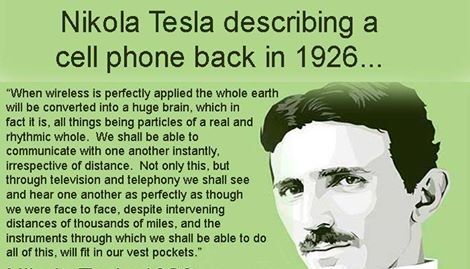 Nikola Tesla describing a
cell phone back in 1926...
“When wireless is perfectly applied the whole earth
will be converted into a huge brain, which in
fact it is, all things being particles of a real and
rhythmic whole. We shall be able to
communicate with one another instantly,
irrespective of distance. Not only this, but
through television and telephony we shall see
and hear one another as perfectly as though
we were face to face, despite intervening
distances of thousands of miles, and the
instruments through which we shall be able to do
all of this, will fit in our vest pockets.”